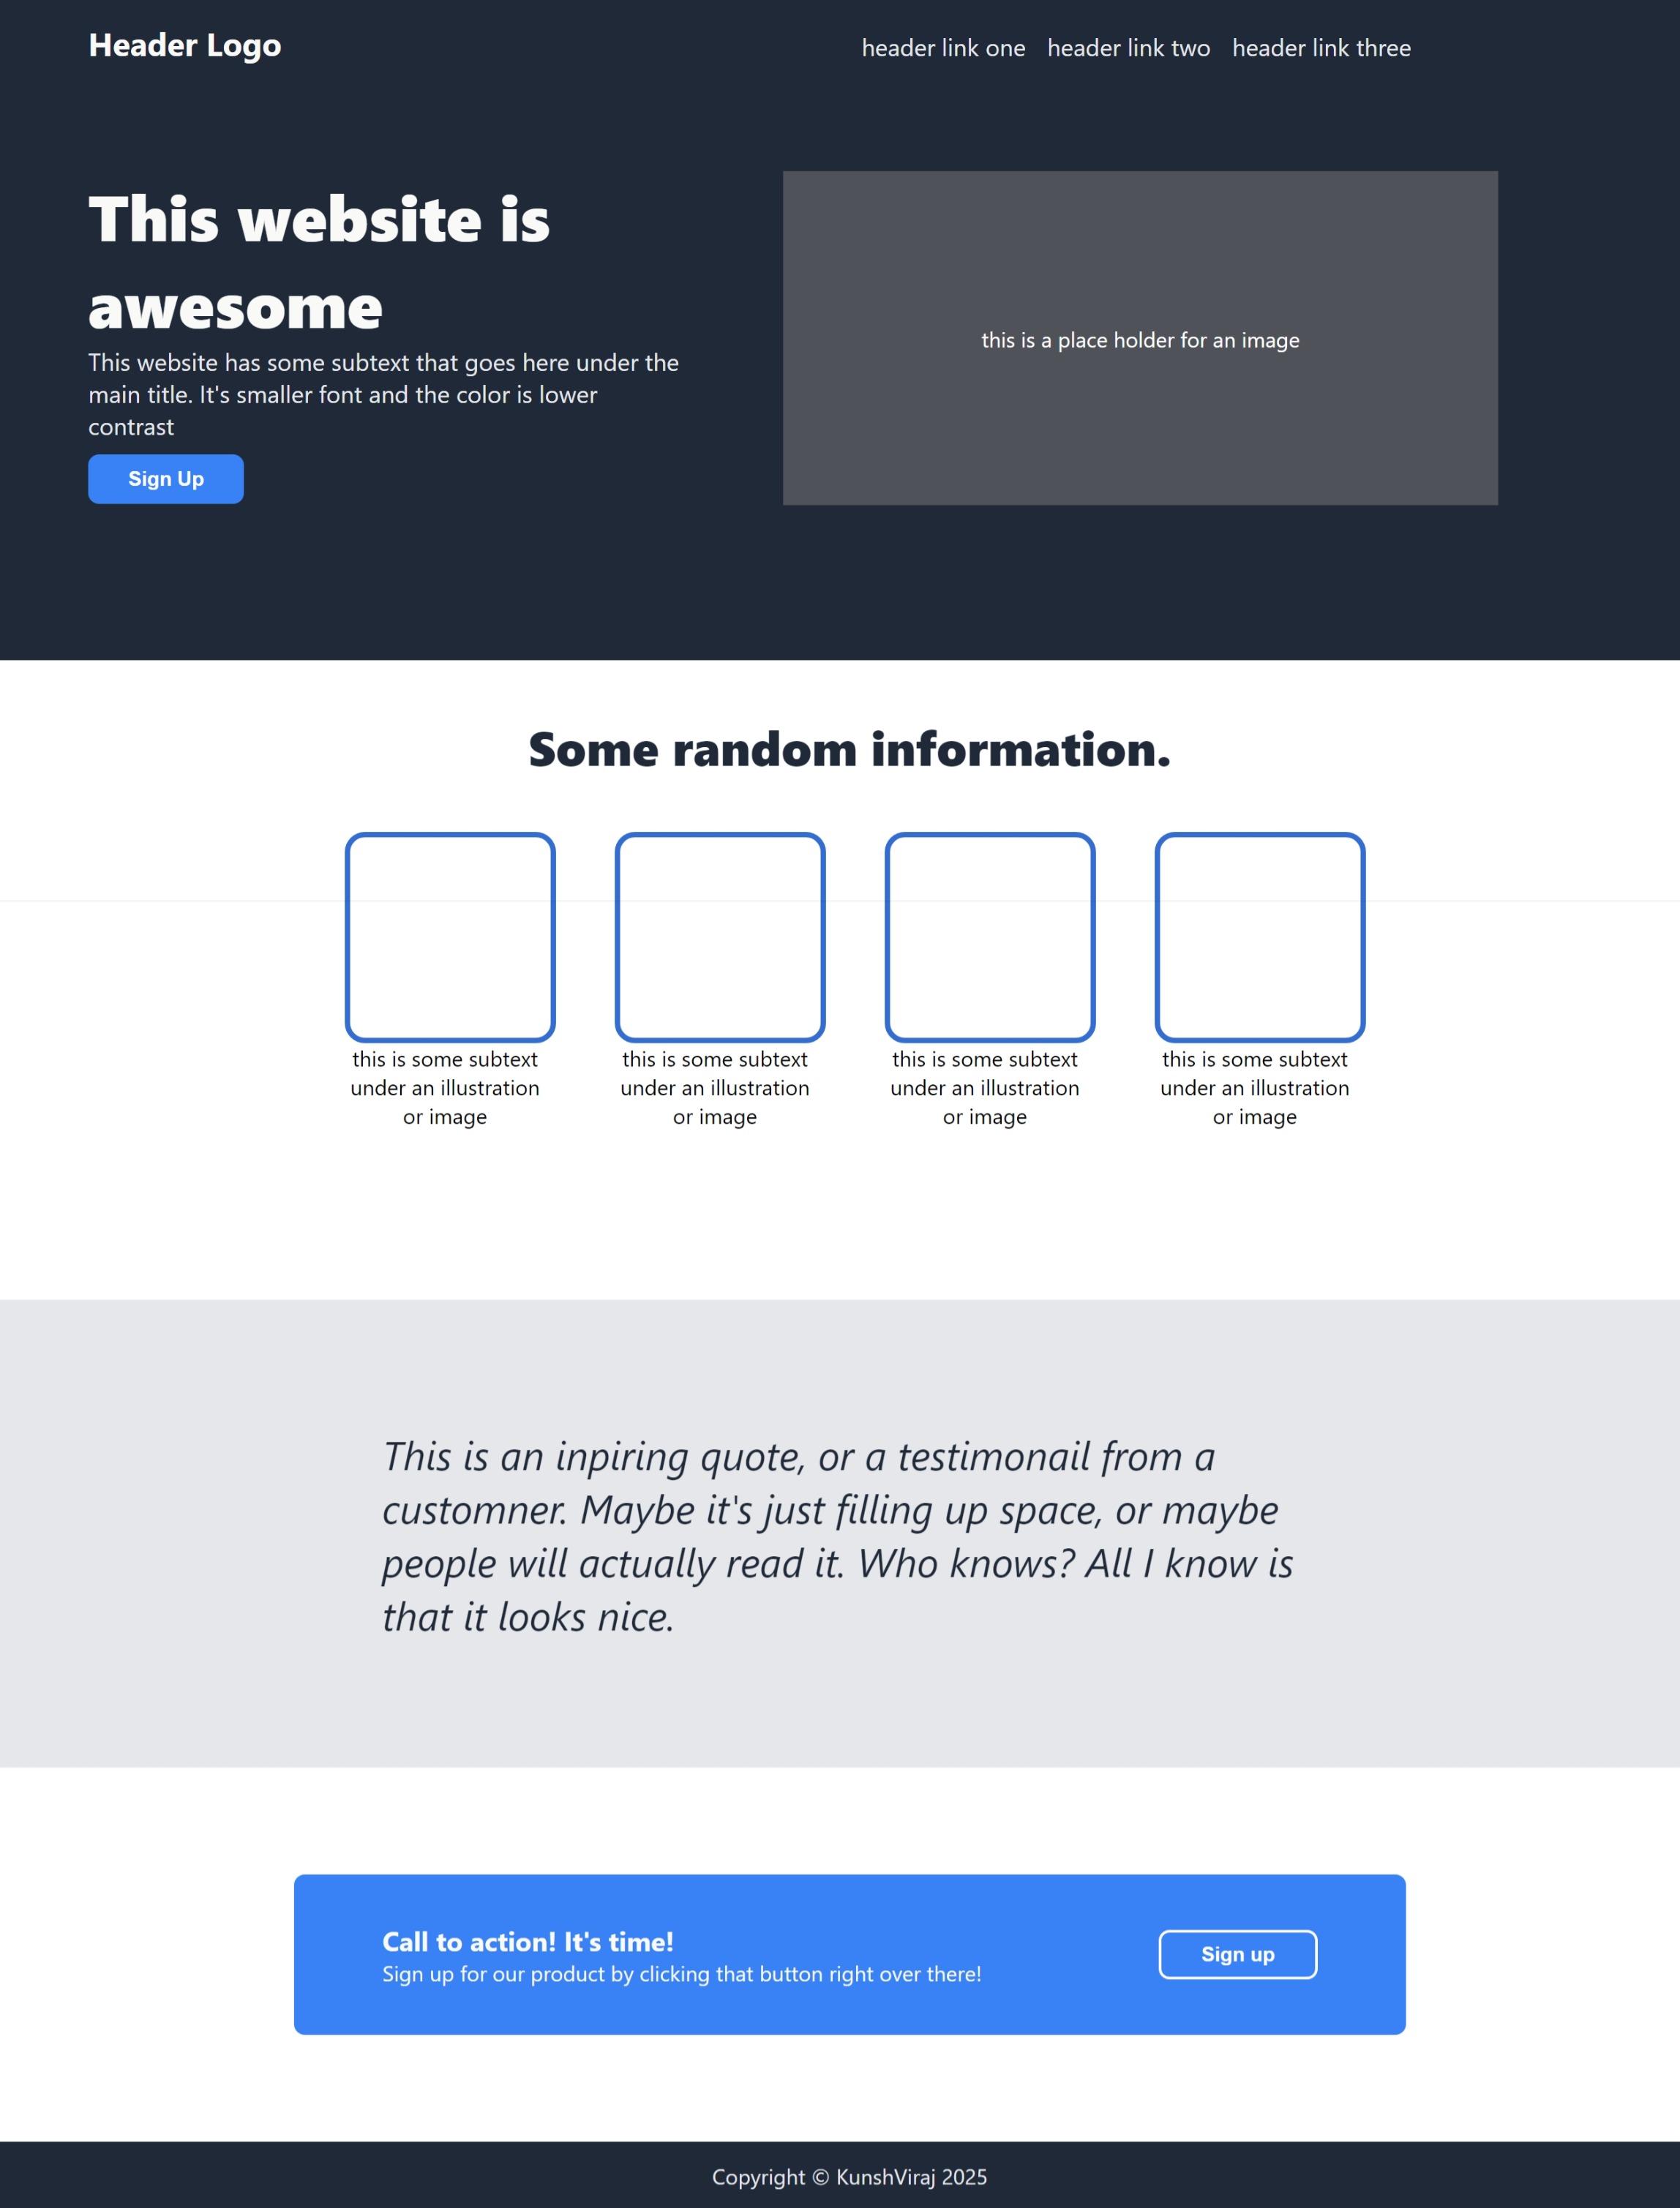 Header Logo
header link one header link two header link three
This website is
awesome
This website has some subtext that goes here under the
main title. It's smaller font and the color is lower
contrast
Sign Up
this is a place holder for an image
Some random information.
this is some subtext
under an illustration
or image
this is some subtext
under an illustration
or image
this is some subtext
under an illustration
or image
this is some subtext
under an illustration
or image
This is an inpiring quote, or a testimonail from a
customner. Maybe it's just filling up space, or maybe
people will actually read it. Who knows? All I know is
that it looks nice.
Call to action! It's time!
Sign up for our product by clicking that button right over there!
Sign up
Copyright © KunshViraj 2025